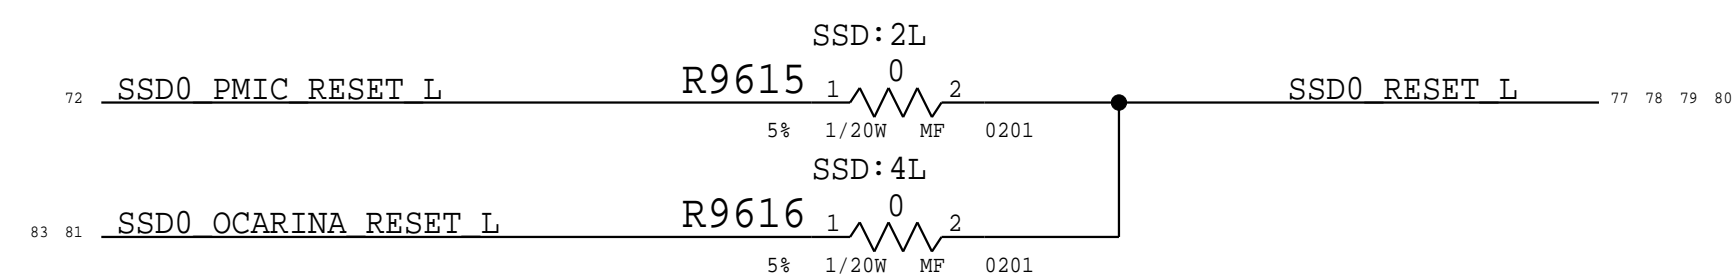 SSD:2L
R9615 1 0 2
72 SSD0_PMIC_RESET_L SSD0_RESET_L 77 78 79 80
5% 1/20W MF 0201
SSD:4L
R9616 1 0 2
83 81 SSD0_OCARINA_RESET_L
5% 1/20W MF 0201